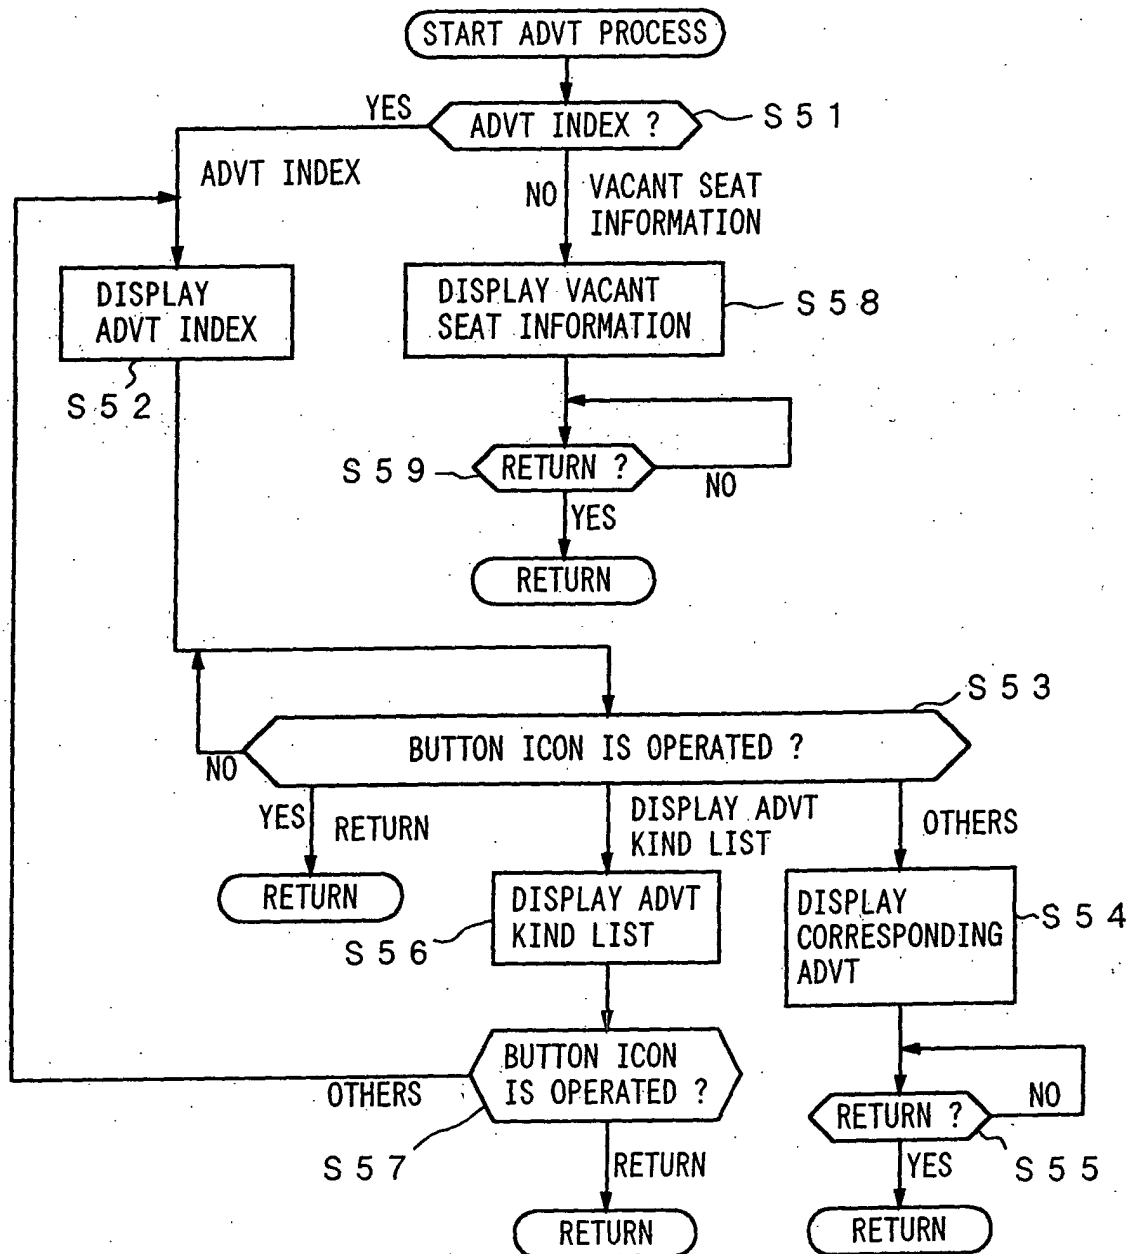 START ADVT PROCESS
YES
ADVT INDEX ?
S51
ADVT INDEX
NO
VACANT SEAT
INFORMATION
DISPLAY
ADVT INDEX
S52
DISPLAY VACANT
SEAT INFORMATION
S58
S59
RETURN ?
NO
YES
RETURN
S53
BUTTON ICON IS OPERATED ?
NO
YES
RETURN
DISPLAY ADVT
KIND LIST
OTHERS
RETURN
DISPLAY ADVT
KIND LIST
S56
DISPLAY
CORRESPONDING
ADVT
S54
BUTTON ICON
IS OPERATED ?
OTHERS
S57
RETURN
RETURN
RETURN ?
NO
S55
YES
RETURN